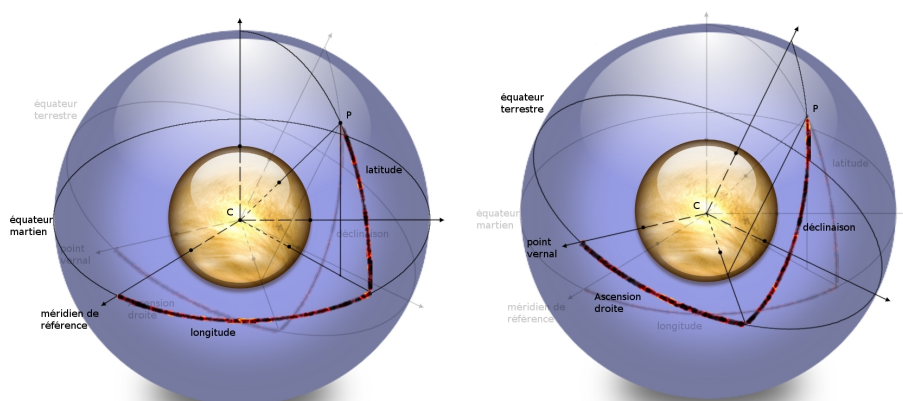 P
équateur
terrestre
latitude
C
équateur
martien
déclinaison
point
vernal
méridien de
référence
Ascension
droite
longitude
P
équateur
terrestre
latitude
C
équateur
martien
déclinaison
point
vernal
Ascension
droite
méridien de
référence
longitude